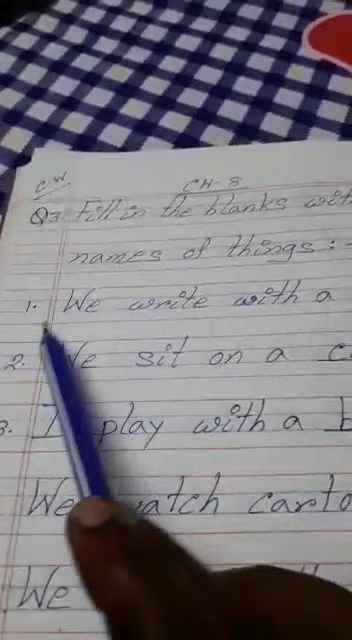 C.W
CH-8
Q3. Fill in the blanks with
names of things :-
1. We write with a
2. We sit on a c
3. I play with a b
We watch carto
We